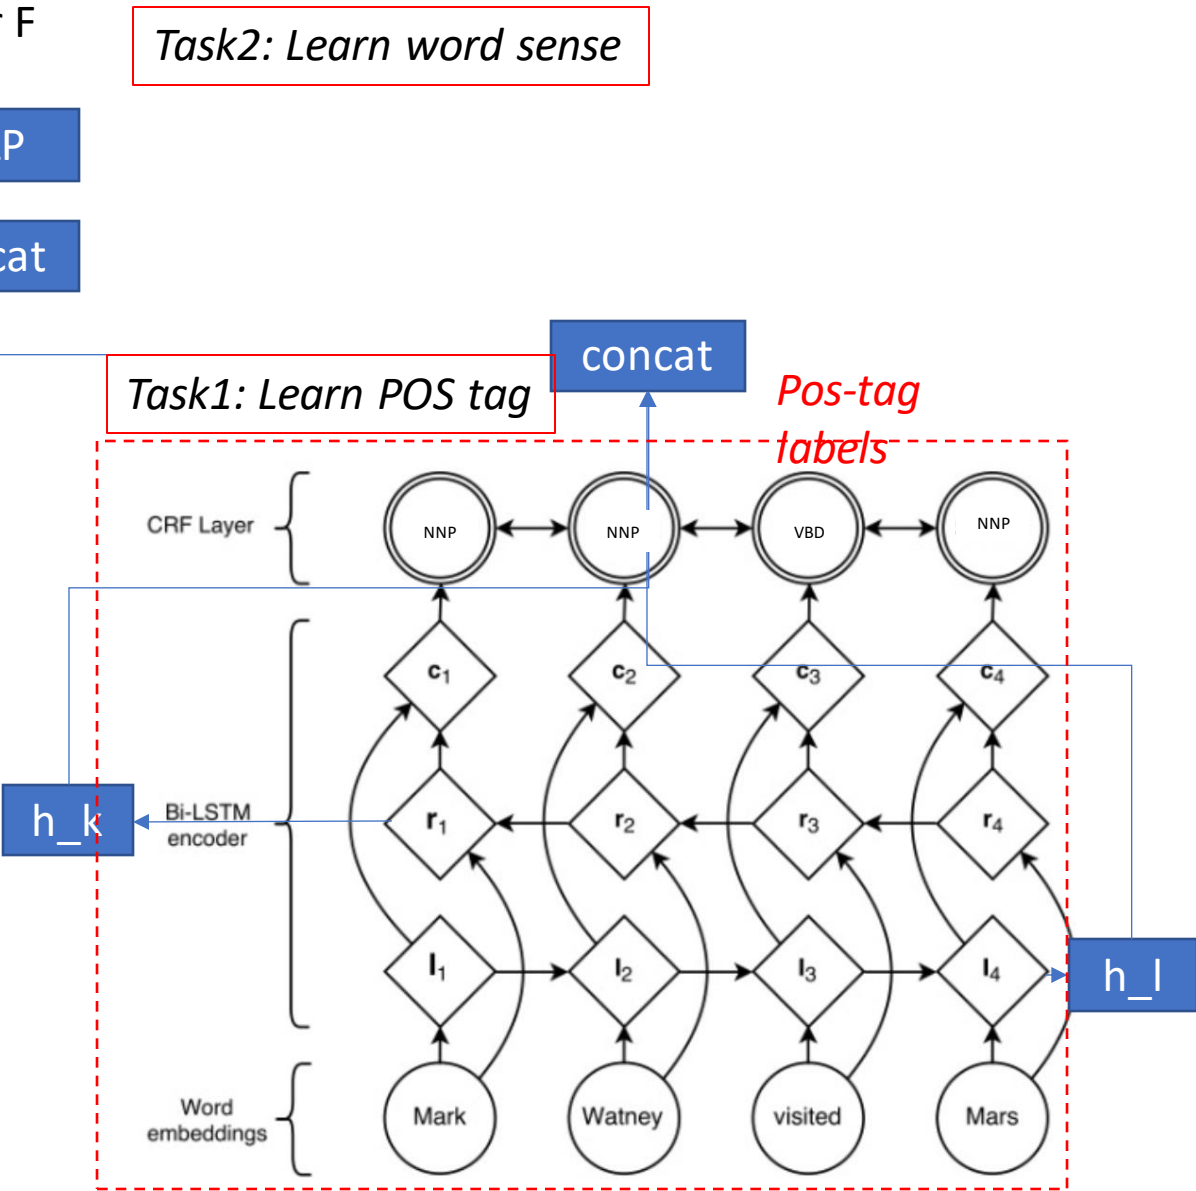 r F
Task2: Learn word sense
P
cat
concat
Task1: Learn POS tag
Pos-tag
labels
CRF Layer
NNP
NNP
VBD
NNP
c1
c2
c3
c4
h_k
Bi-LSTM
encoder
r1
r2
r3
r4
l1
l2
l3
l4
h_l
Word
embeddings
Mark
Watney
visited
Mars